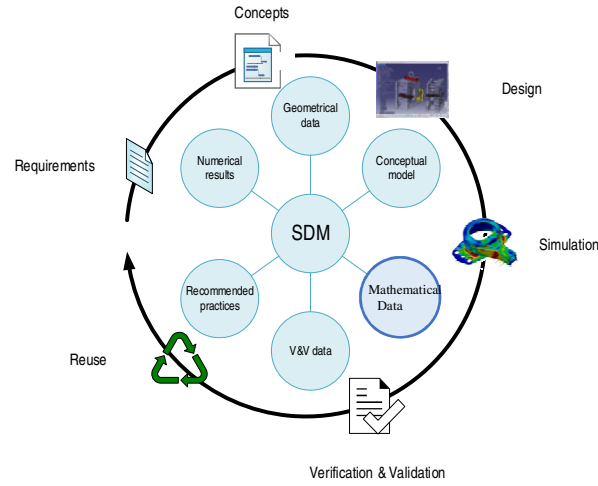 Concepts
Design
Geometrical
data
Numerical
results
Conceptual
model
Requirements
SDM
Simulation
Recommended
practices
Mathematical
Data
V&V data
Reuse
Verification & Validation